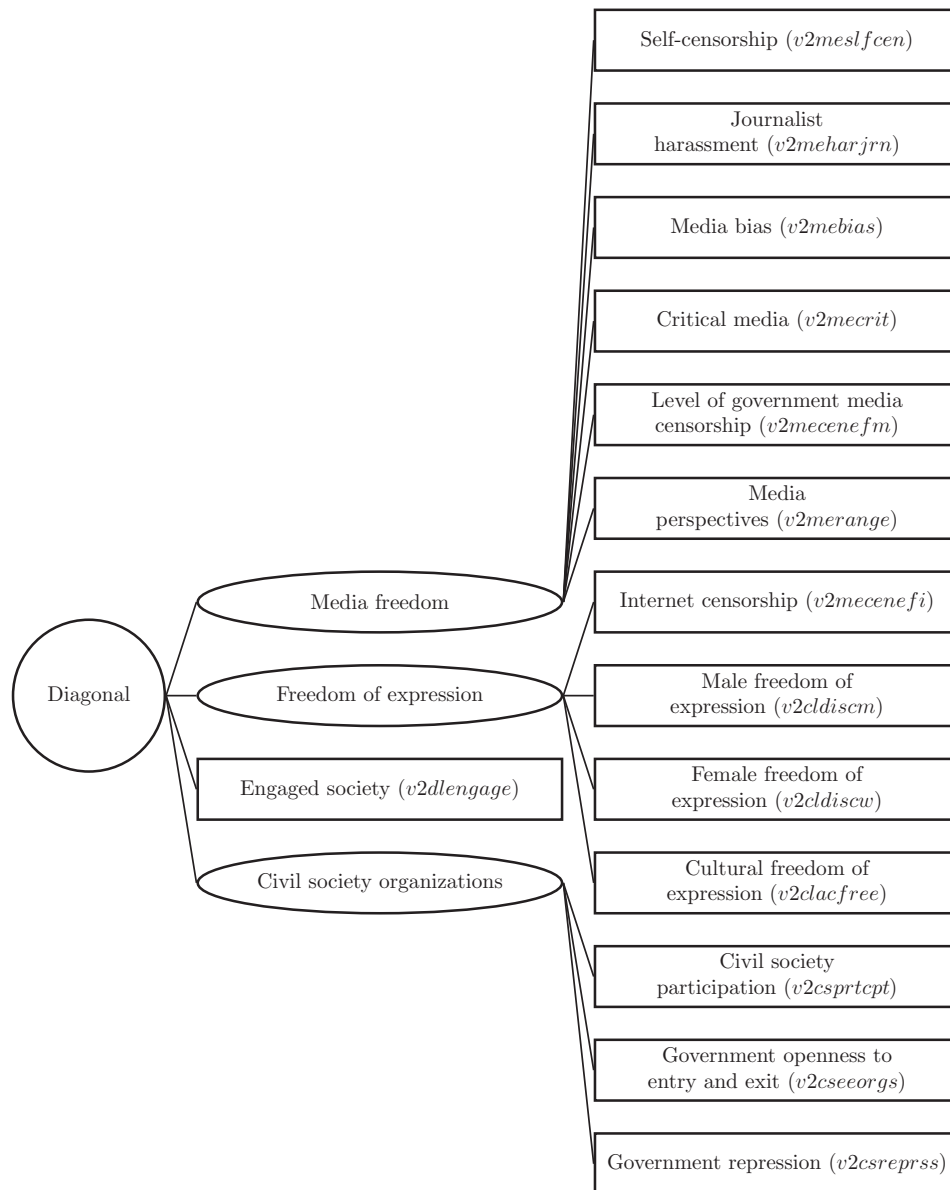 Self-censorship (v2meslfcen)
Journalist
harassment (v2meharjrn)
Media bias (v2mebias)
Critical media (v2mecrit)
Level of government media
censorship (v2mecenefm)
Media
perspectives (v2merange)
Media freedom
Internet censorship (v2mecenefi)
Diagonal
Freedom of expression
Male freedom of
expression (v2cldiscm)
Engaged society (v2dlengage)
Female freedom of
expression (v2cldiscw)
Civil society organizations
Cultural freedom of
expression (v2clacfree)
Civil society
participation (v2csprtcpt)
Government openness to
entry and exit (v2cseeorgs)
Government repression (v2csreprss)